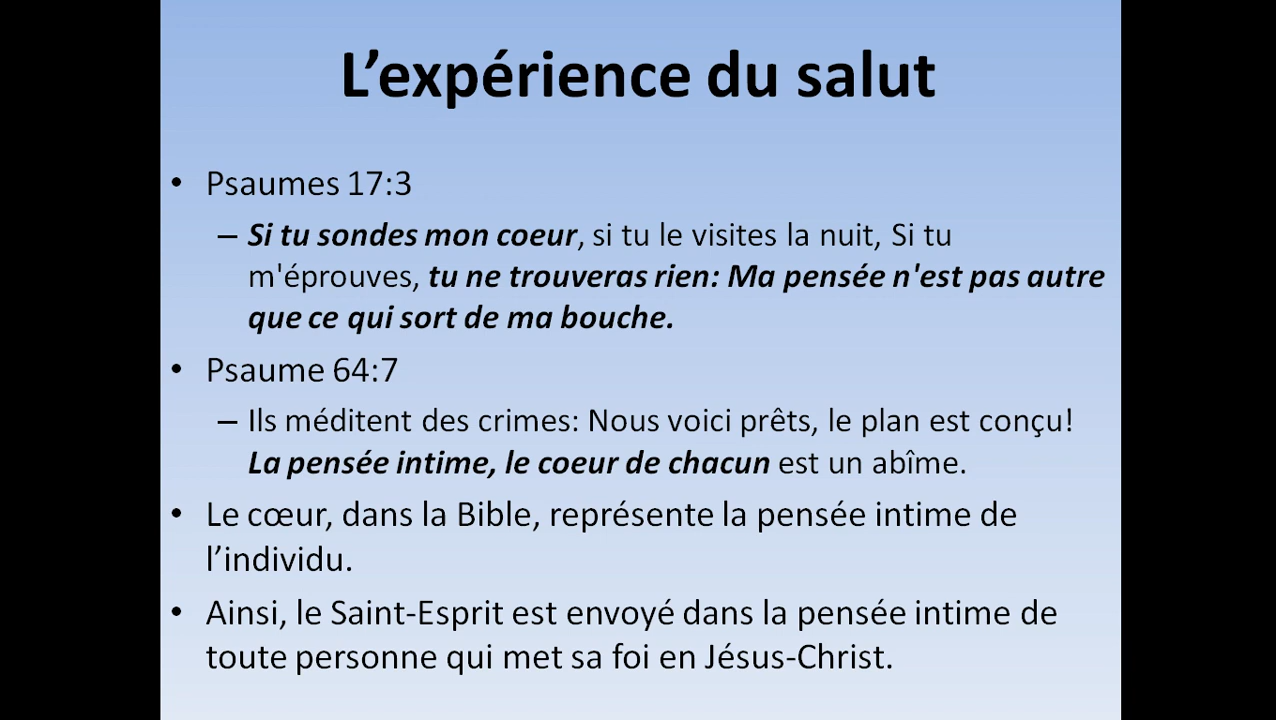 L’expérience du salut
• Psaumes 17:3
– Si tu sondes mon coeur, si tu le visites la nuit, Si tu
m'éprouves, tu ne trouveras rien: Ma pensée n'est pas autre
que ce qui sort de ma bouche.
• Psaume 64:7
– Ils méditent des crimes: Nous voici prêts, le plan est conçu!
La pensée intime, le coeur de chacun est un abîme.
• Le cœur, dans la Bible, représente la pensée intime de
l’individu.
• Ainsi, le Saint-Esprit est envoyé dans la pensée intime de
toute personne qui met sa foi en Jésus-Christ.